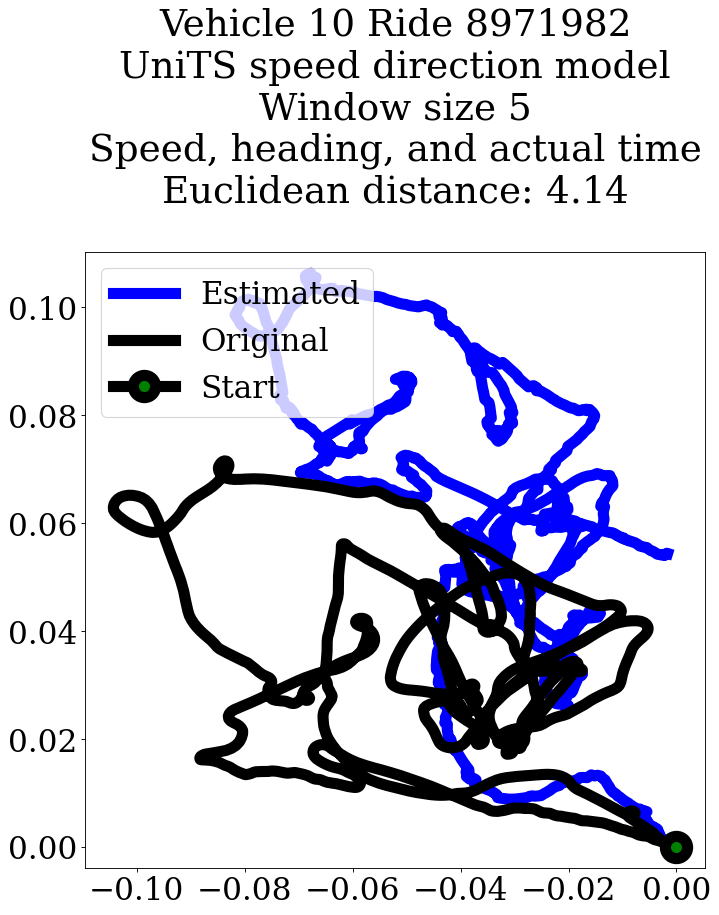 Vehicle 10 Ride 8971982
UniTS speed direction model
Window size 5
Speed, heading, and actual time
Euclidean distance: 4.14
Estimated
Original
Start
0.10
0.08
0.06
0.04
0.02
0.00
−0.10 −0.08 −0.06 −0.04 −0.02 0.00